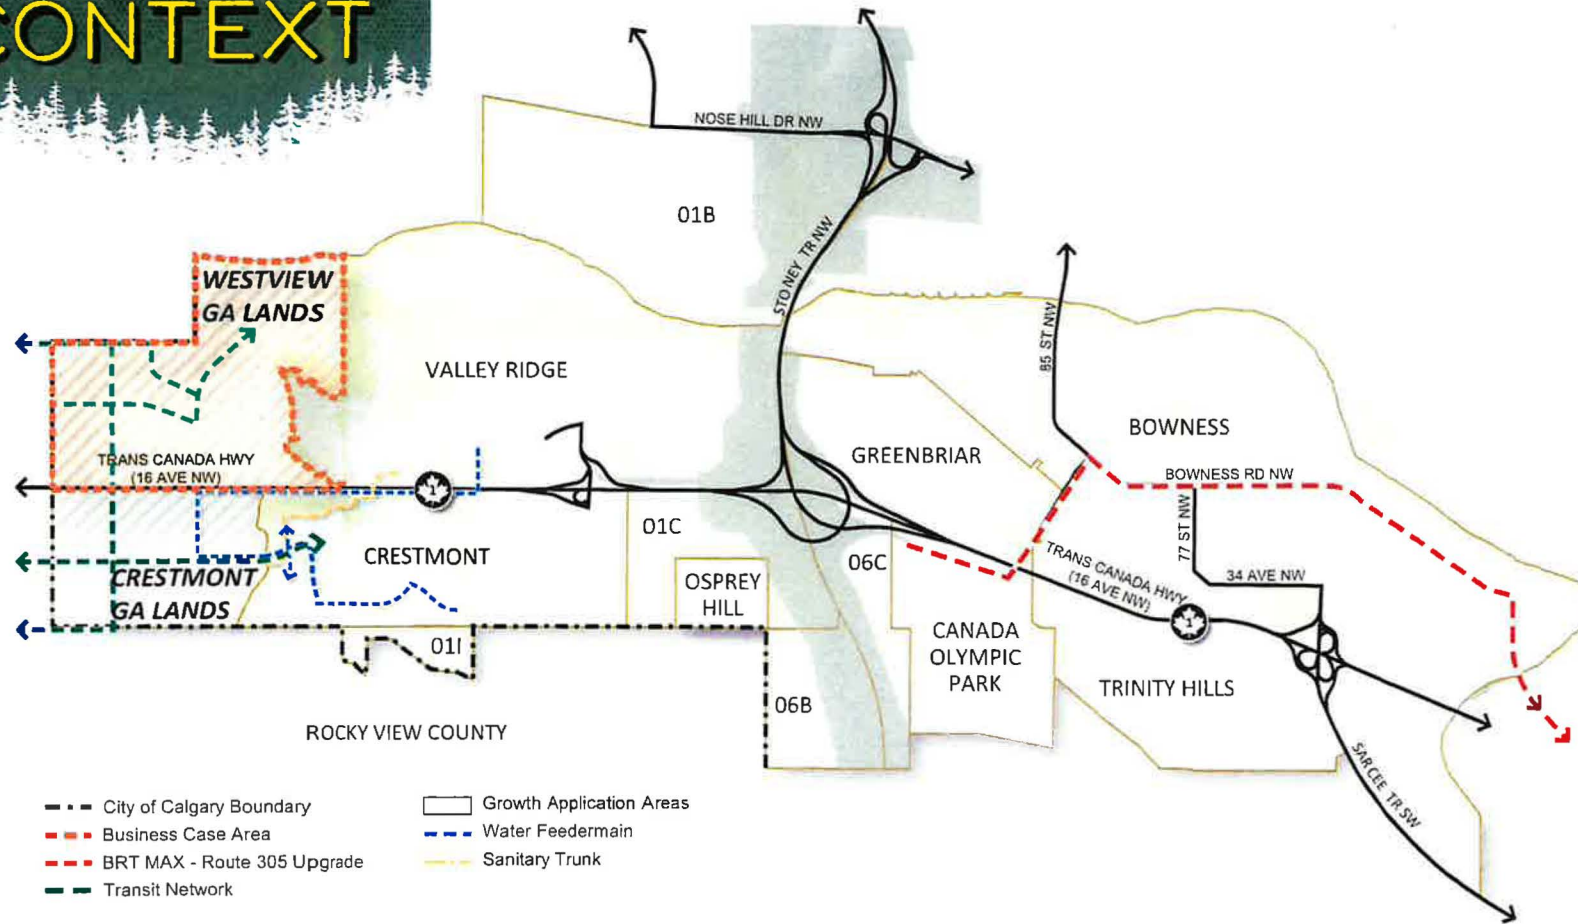 CONTEXT
NOSE HILL DR NW
01B
STONEY TR NW
WESTVIEW
GA LANDS
VALLEY RIDGE
85 ST NW
BOWNESS
GREENBRIAR
TRANS CANADA HWY
(16 AVE NW)
1
BOWNESS RD NW
77 ST NW
01C
CRESTMONT
06C
TRANS CANADA HWY
(16 AVE NW)
34 AVE NW
CRESTMONT
GA LANDS
OSPREY
HILL
1
CANADA
OLYMPIC
PARK
01I
TRINITY HILLS
06B
ROCKY VIEW COUNTY
SARCEE TR SW
City of Calgary Boundary
Business Case Area
BRT MAX - Route 305 Upgrade
Transit Network
Growth Application Areas
Water Feedermain
Sanitary Trunk